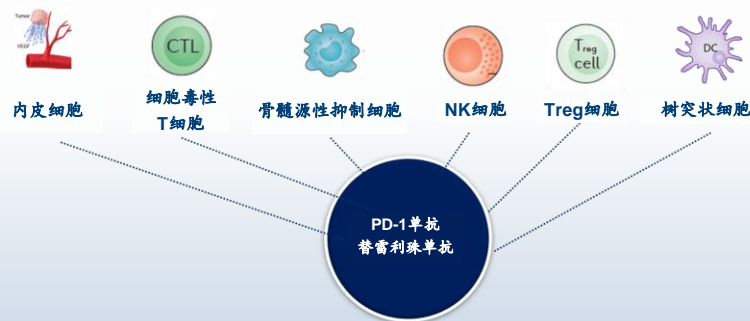 Tumor
VEGF
CTL
Treg
cell
DC
内皮细胞
细胞毒性
T细胞
骨髓源性抑制细胞
NK细胞
Treg细胞
树突状细胞
PD-1单抗
替雷利珠单抗